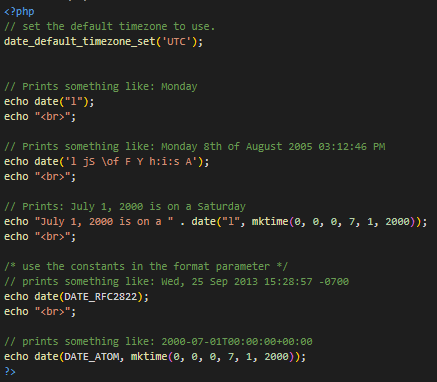 <?php
// set the default timezone to use.
date_default_timezone_set('UTC');
// Prints something like: Monday
echo date("l");
echo "<br>";
// Prints something like: Monday 8th of August 2005 03:12:46 PM
echo date('l jS \of F Y h:i:s A');
echo "<br>";
// Prints: July 1, 2000 is on a Saturday
echo "July 1, 2000 is on a " . date("l", mktime(0, 0, 0, 7, 1, 2000));
echo "<br>";
/* use the constants in the format parameter */
// prints something like: Wed, 25 Sep 2013 15:28:57 -0700
echo date(DATE_RFC2822);
echo "<br>";
// prints something like: 2000-07-01T00:00:00+00:00
echo date(DATE_ATOM, mktime(0, 0, 0, 7, 1, 2000));
?>